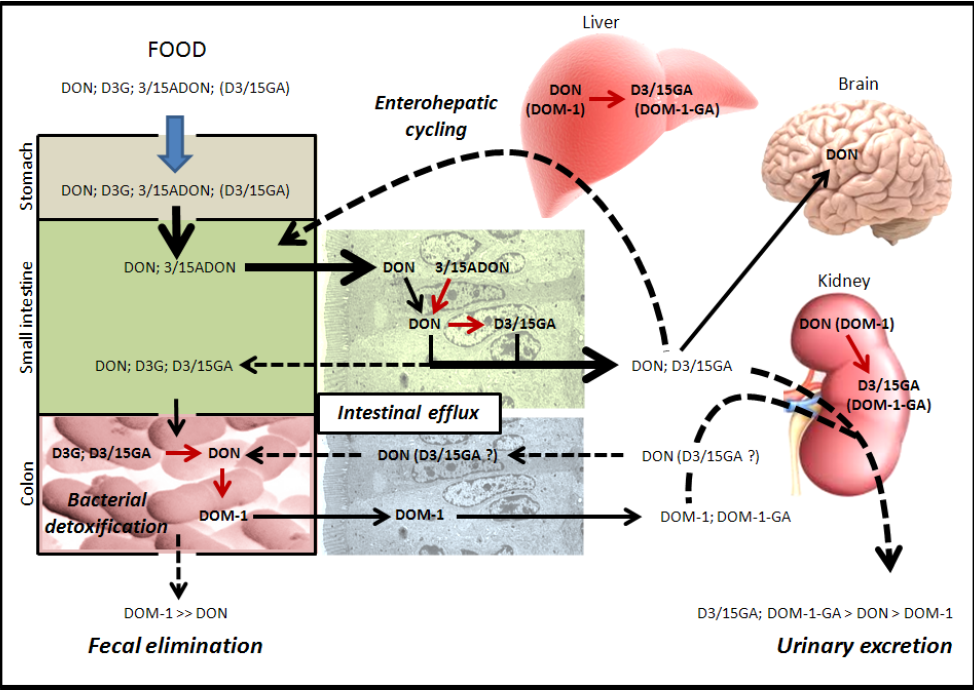 FOOD
DON; D3G; 3/15ADON; (D3/15GA)
Stomach
DON; D3G; 3/15ADON; (D3/15GA)
Small intestine
DON; 3/15ADON
DON; D3G; D3/15GA
Colon
D3G; D3/15GA
DON
Bacterial
detoxification
DOM-1
DOM-1 >> DON
Fecal elimination
Enterohepatic
cycling
DON
3/15ADON
DON
D3/15GA
Intestinal efflux
DON (D3/15GA ?)
DOM-1
Liver
DON
(DOM-1)
D3/15GA
(DOM-1-GA)
Brain
DON
Kidney
DON (DOM-1)
D3/15GA
(DOM-1-GA)
DON; D3/15GA
DON (D3/15GA ?)
DOM-1; DOM-1-GA
D3/15GA; DOM-1-GA > DON > DOM-1
Urinary excretion